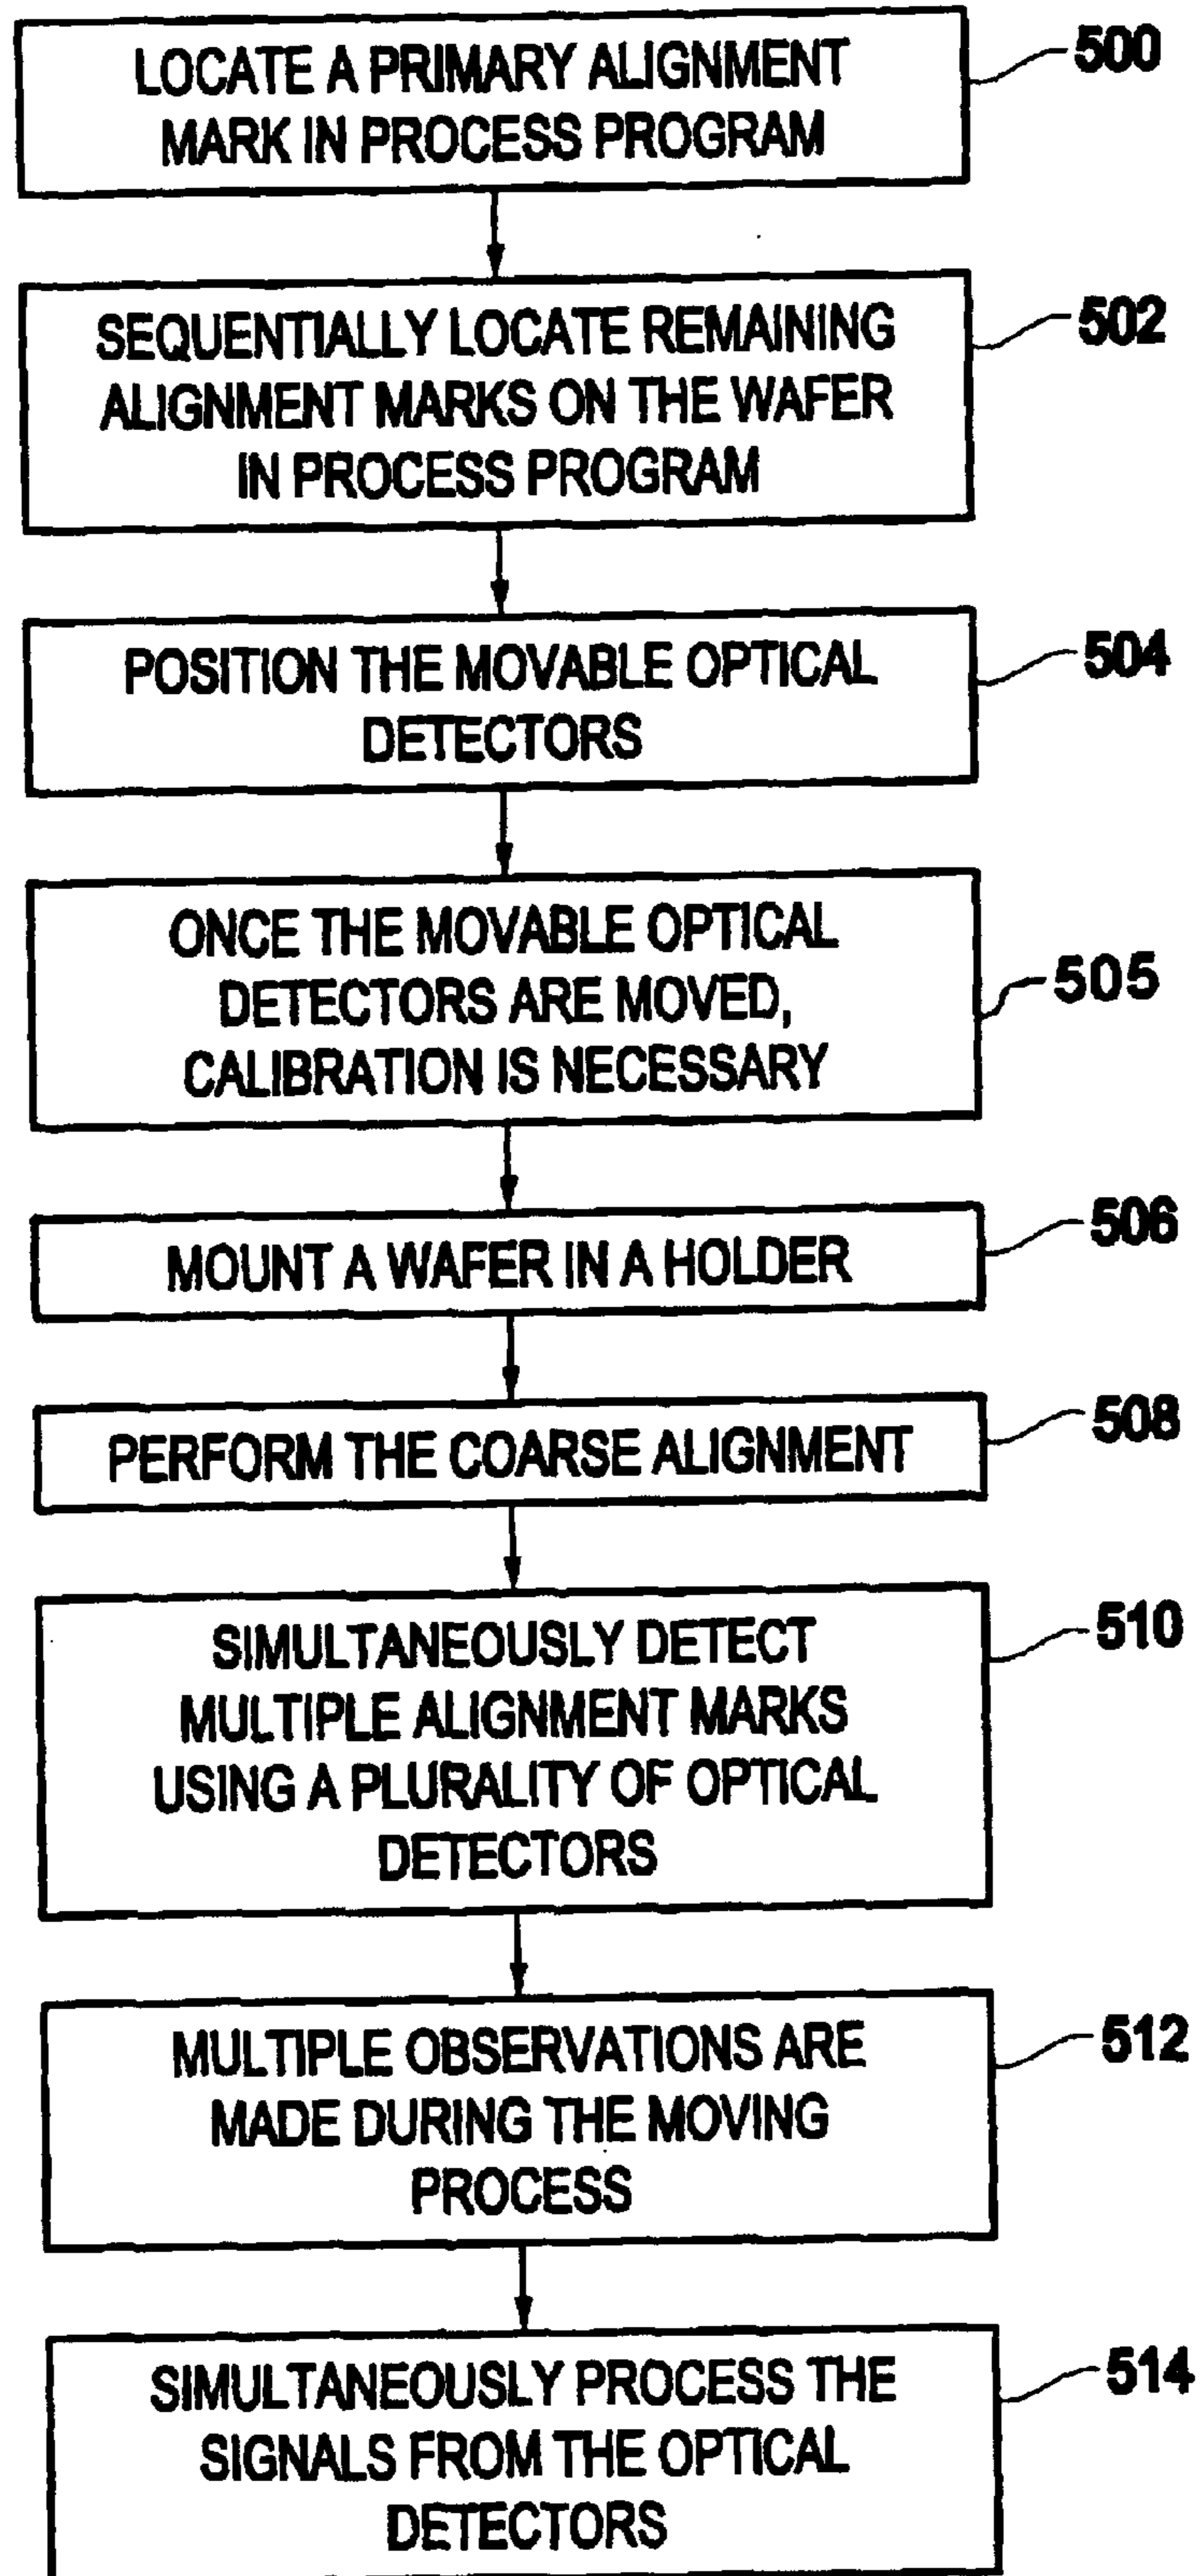 LOCATE A PRIMARY ALIGNMENT
MARK IN PROCESS PROGRAM
500
SEQUENTIALLY LOCATE REMAINING
ALIGNMENT MARKS ON THE WAFER
IN PROCESS PROGRAM
502
POSITION THE MOVABLE OPTICAL
DETECTORS
504
ONCE THE MOVABLE OPTICAL
DETECTORS ARE MOVED,
CALIBRATION IS NECESSARY
505
MOUNT A WAFER IN A HOLDER
506
PERFORM THE COARSE ALIGNMENT
508
SIMULTANEOUSLY DETECT
MULTIPLE ALIGNMENT MARKS
USING A PLURALITY OF OPTICAL
DETECTORS
510
MULTIPLE OBSERVATIONS ARE
MADE DURING THE MOVING
PROCESS
512
SIMULTANEOUSLY PROCESS THE
SIGNALS FROM THE OPTICAL
DETECTORS
514